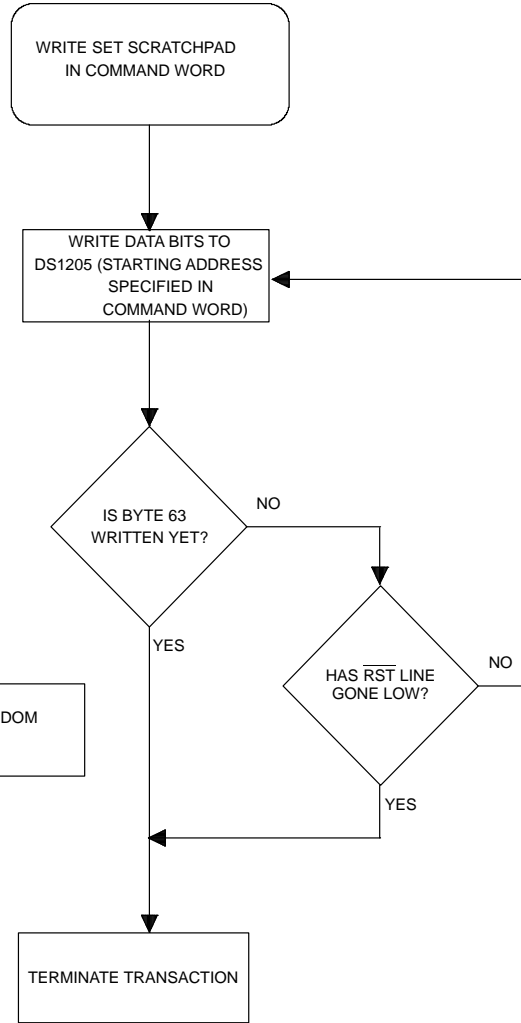 WRITE SET SCRATCHPAD
IN COMMAND WORD
WRITE DATA BITS TO
DS1205 (STARTING ADDRESS
SPECIFIED IN
COMMAND WORD)
IS BYTE 63
WRITTEN YET?
NO
YES
HAS R̅S̅T̅ LINE
GONE LOW?
NO
DOM
YES
TERMINATE TRANSACTION